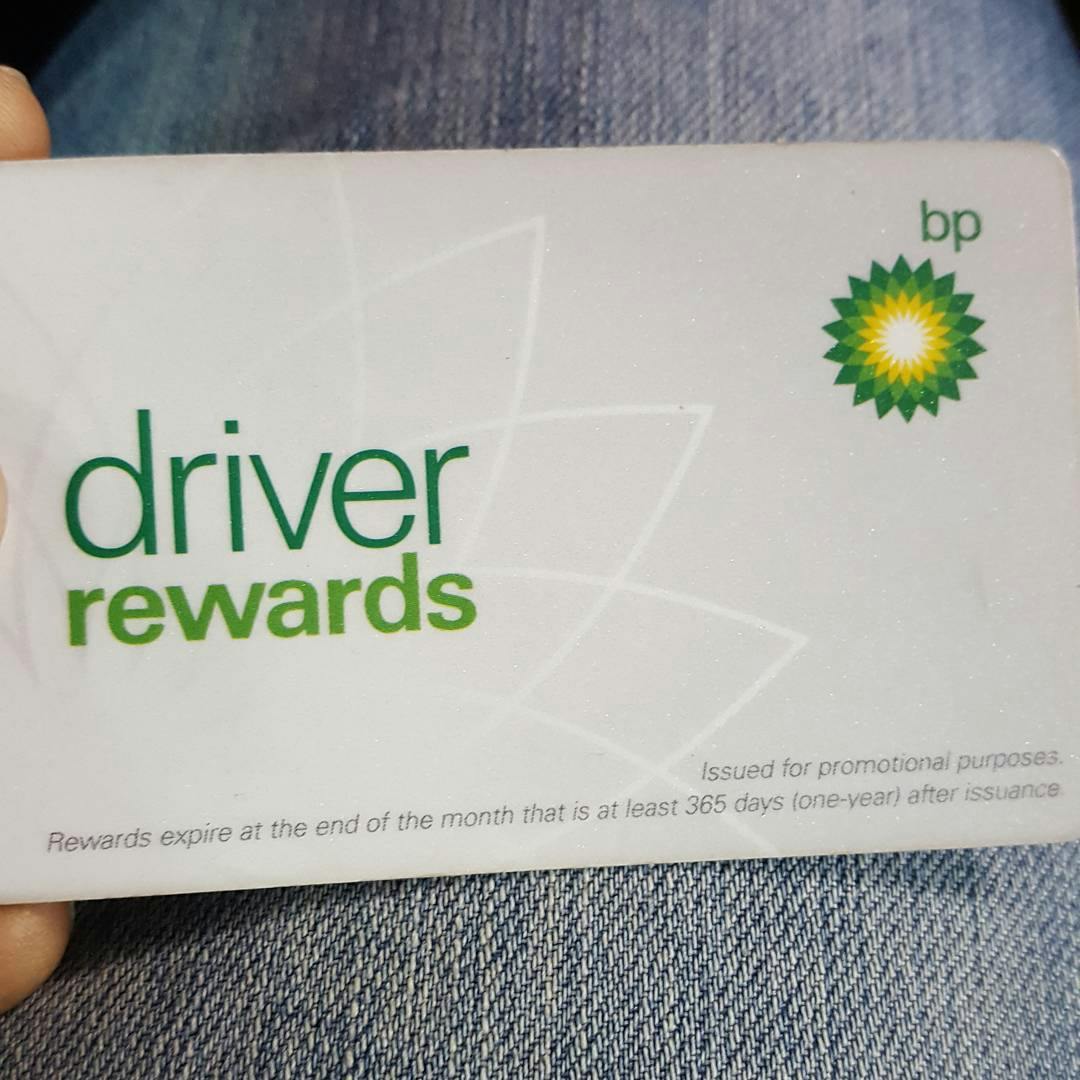 bp
driver
rewards
Issued for promotional purposes.
Rewards expire at the end of the month that is at least 365 days (one-year) after issuance.